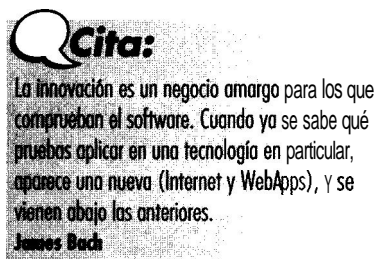 Cita:
La innovación es un negocio amargo para los que
comprueban el software. Cuando ya se sabe qué
pruebas aplicar en una tecnología en particular,
aparece una nueva (Internet y WebApps), y se
vienen abajo las anteriores.
James Bach